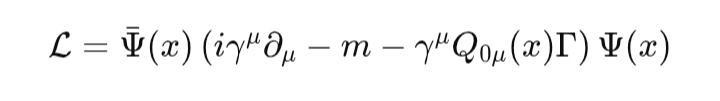 ℒ = Ψ̄(x) (iγ^μ∂_μ − m − γ^μQ_{0μ}(x)Γ) Ψ(x)